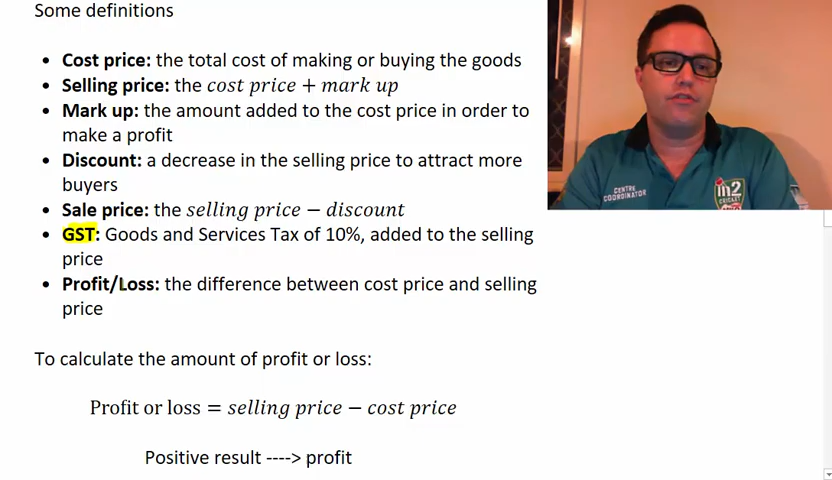 Some definitions
• Cost price: the total cost of making or buying the goods
• Selling price: the cost price + mark up
• Mark up: the amount added to the cost price in order to
make a profit
• Discount: a decrease in the selling price to attract more
buyers
• Sale price: the selling price − discount
• GST: Goods and Services Tax of 10%, added to the selling
price
• Profit/Loss: the difference between cost price and selling
price
To calculate the amount of profit or loss:
Profit or loss = selling price − cost price
Positive result ----> profit
CENTRE
COORDINATOR
in2
CRICKET